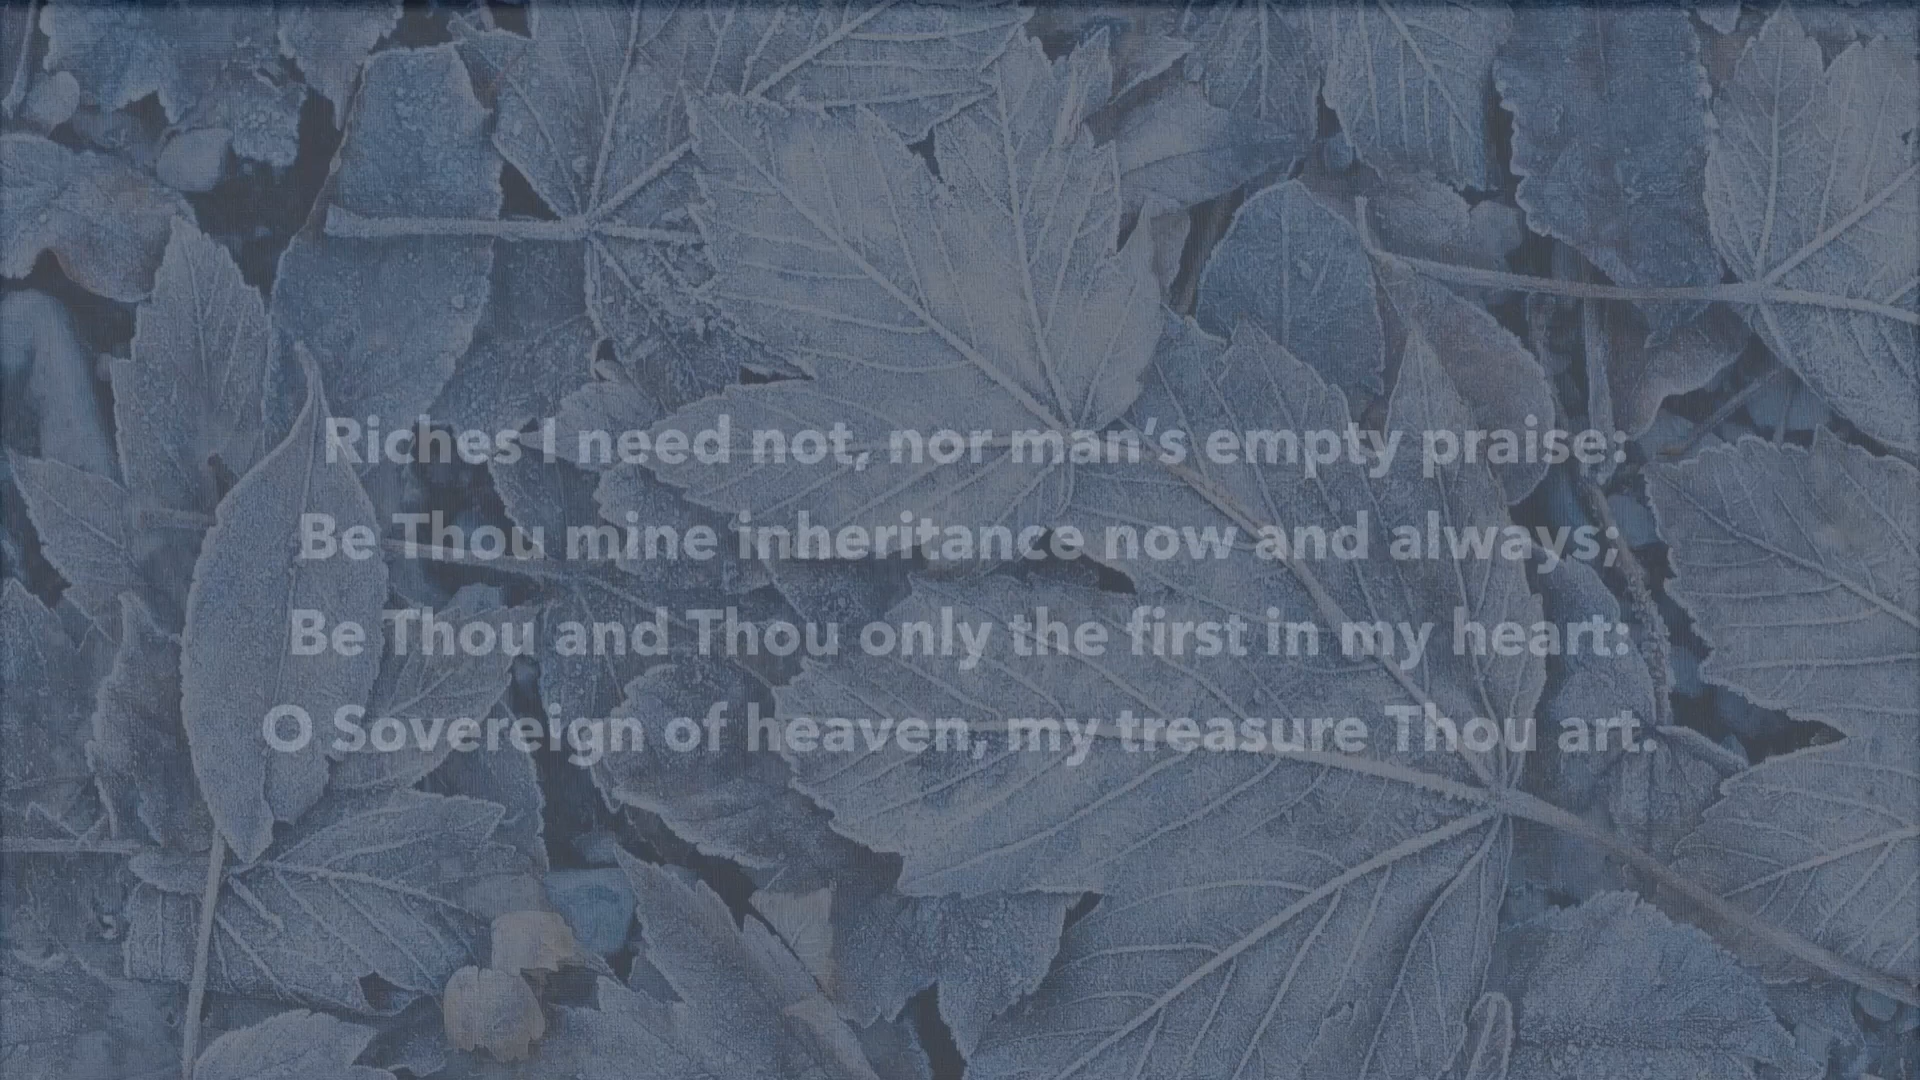 Riches I need not, nor man’s empty praise:
Be Thou mine inheritance now and always;
Be Thou and Thou only the first in my heart:
O Sovereign of heaven, my treasure Thou art.